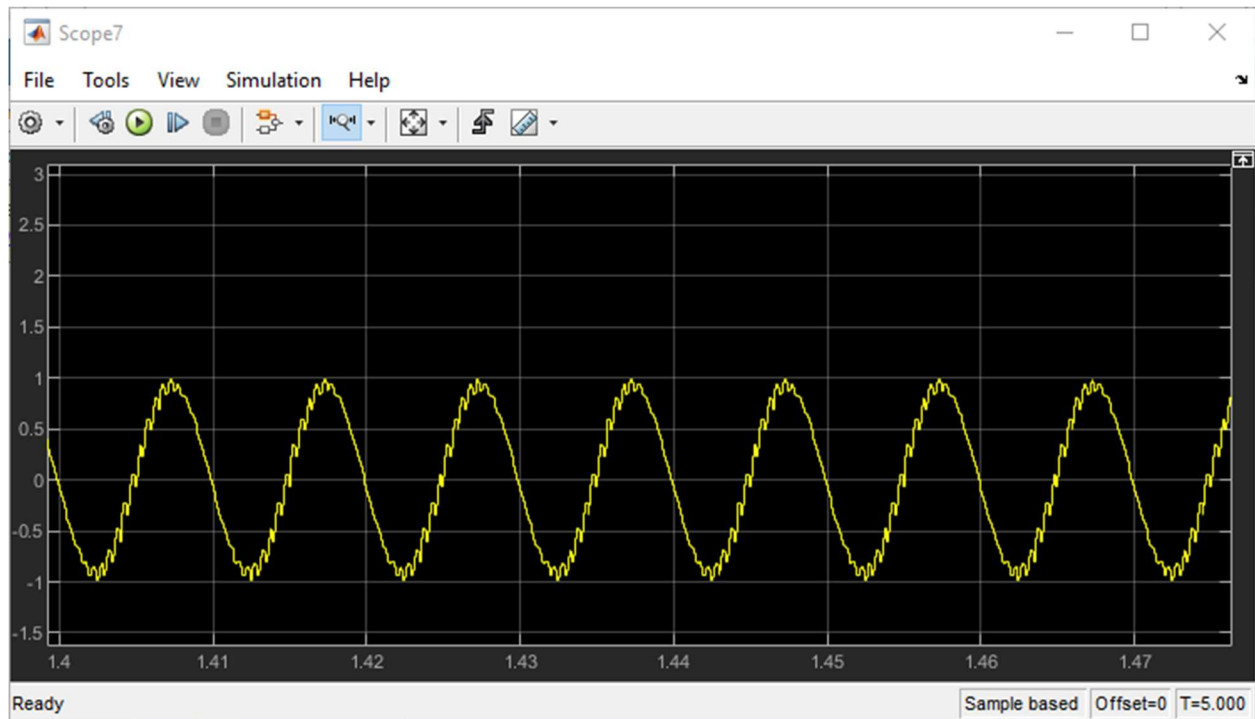 Scope7
File Tools View Simulation Help
3
2.5
2
1.5
1
0.5
0
-0.5
-1
-1.5
1.4 1.41 1.42 1.43 1.44 1.45 1.46 1.47
Ready Sample based Offset=0 T=5.000